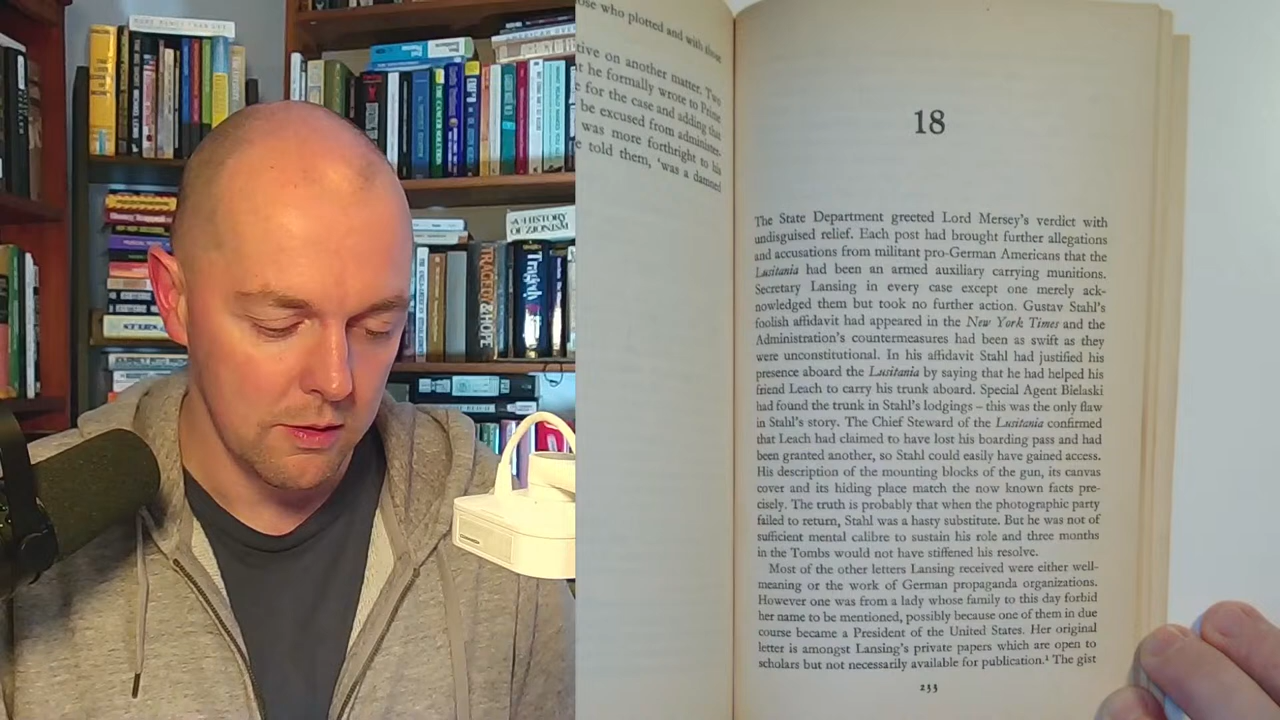 A HISTORY
OF ZIONISM
TRAGEDY & HOPE
ose who plotted and with those
tive on another matter. Two
t he formally wrote to Prime
e for the case and adding that
be excused from administer-
was more forthright to his
e told them, 'was a damned
18
The State Department greeted Lord Mersey's verdict with
undisguised relief. Each post had brought further allegations
and accusations from militant pro-German Americans that the
Lusitania had been an armed auxiliary carrying munitions.
Secretary Lansing in every case except one merely ack-
nowledged them but took no further action. Gustav Stahl's
foolish affidavit had appeared in the New York Times and the
Administration's countermeasures had been as swift as they
were unconstitutional. In his affidavit Stahl had justified his
presence aboard the Lusitania by saying that he had helped his
friend Leach to carry his trunk aboard. Special Agent Bielaski
had found the trunk in Stahl's lodgings – this was the only flaw
in Stahl's story. The Chief Steward of the Lusitania confirmed
that Leach had claimed to have lost his boarding pass and had
been granted another, so Stahl could easily have gained access.
His description of the mounting blocks of the gun, its canvas
cover and its hiding place match the now known facts pre-
cisely. The truth is probably that when the photographic party
failed to return, Stahl was a hasty substitute. But he was not of
sufficient mental calibre to sustain his role and three months
in the Tombs would not have stiffened his resolve.
Most of the other letters Lansing received were either well-
meaning or the work of German propaganda organizations.
However one was from a lady whose family to this day forbid
her name to be mentioned, possibly because one of them in due
course became a President of the United States. Her original
letter is amongst Lansing's private papers which are open to
scholars but not necessarily available for publication.¹ The gist
233